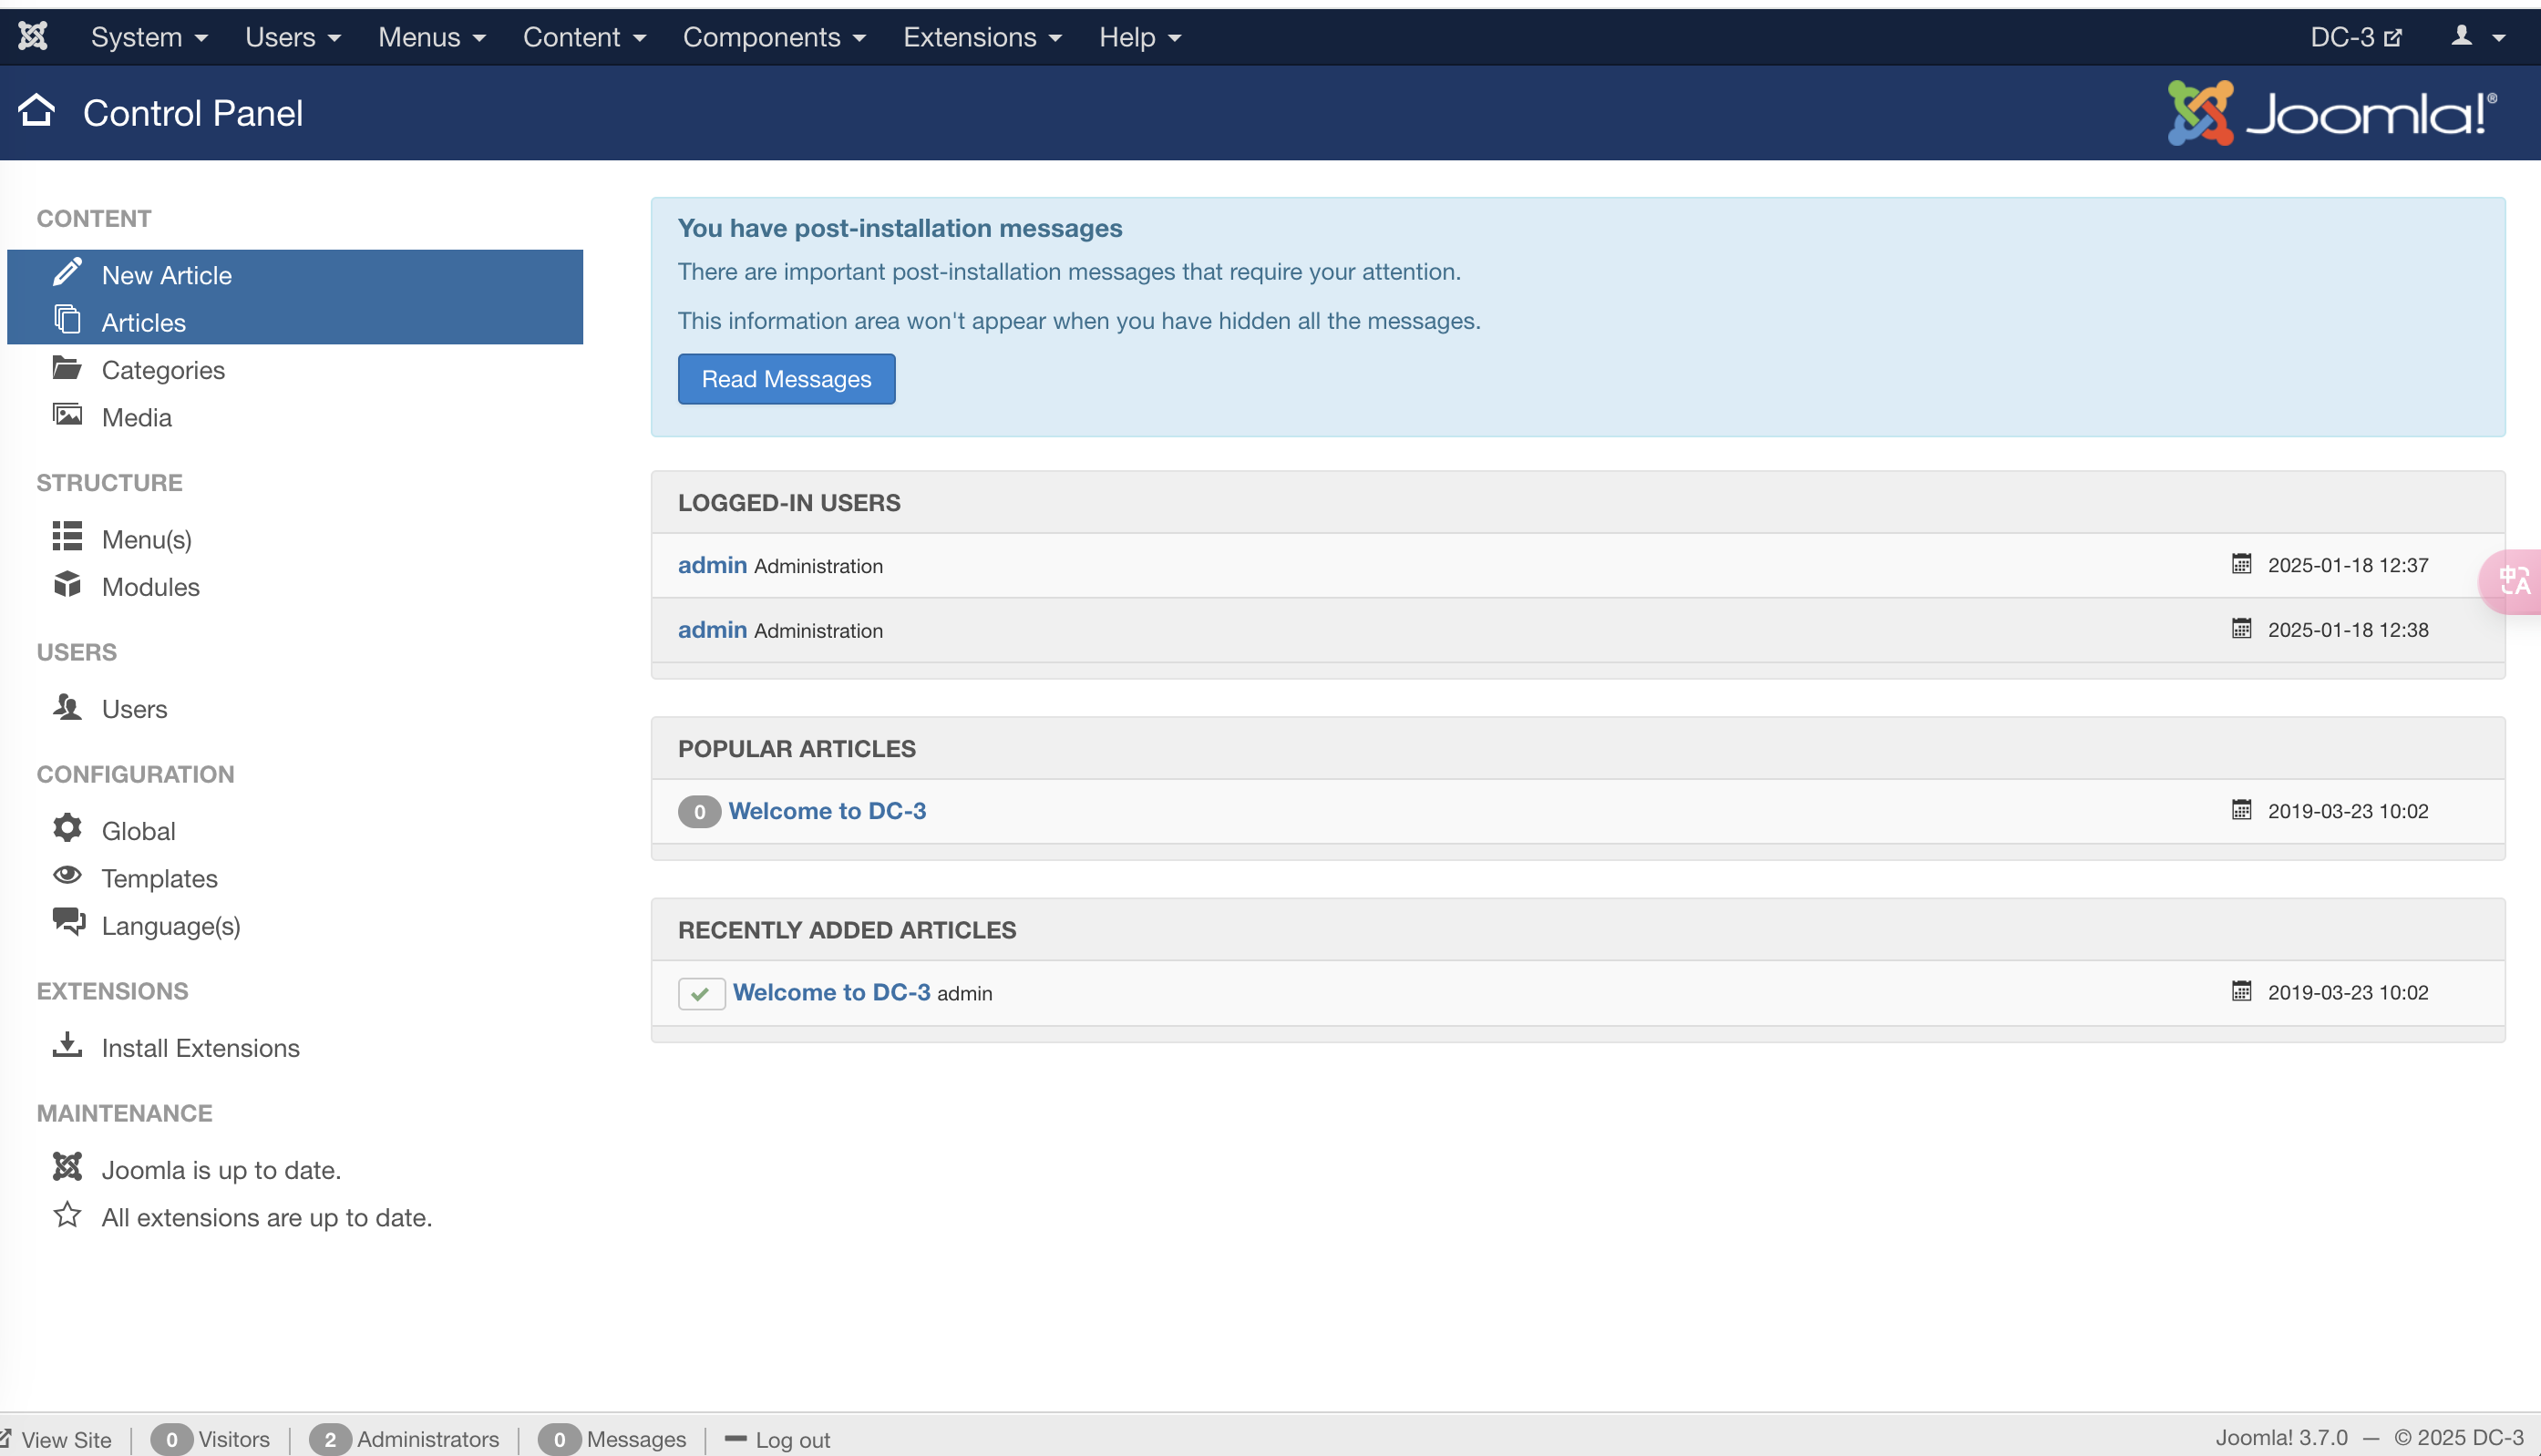 System Users Menus Content Components Extensions Help DC-3
Control Panel
Joomla!®
CONTENT
New Article
Articles
Categories
Media
STRUCTURE
Menu(s)
Modules
USERS
Users
CONFIGURATION
Global
Templates
Language(s)
EXTENSIONS
Install Extensions
MAINTENANCE
Joomla is up to date.
All extensions are up to date.
You have post-installation messages
There are important post-installation messages that require your attention.
This information area won't appear when you have hidden all the messages.
Read Messages
LOGGED-IN USERS
admin Administration 2025-01-18 12:37
admin Administration 2025-01-18 12:38
POPULAR ARTICLES
0 Welcome to DC-3 2019-03-23 10:02
RECENTLY ADDED ARTICLES
Welcome to DC-3 admin 2019-03-23 10:02
中A
View Site 0 Visitors 2 Administrators 0 Messages Log out Joomla! 3.7.0 — © 2025 DC-3